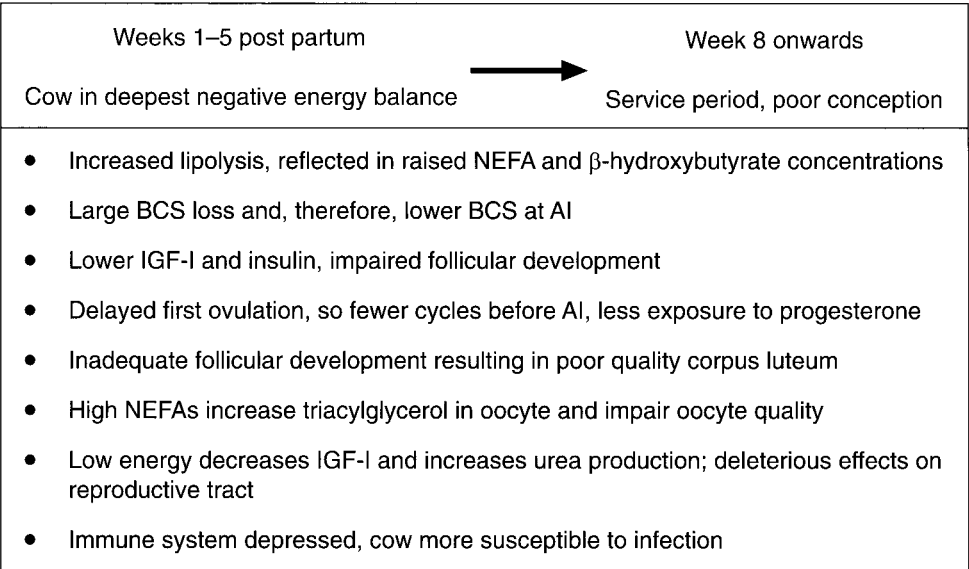 Weeks 1–5 post partum
Week 8 onwards
Cow in deepest negative energy balance
Service period, poor conception
• Increased lipolysis, reflected in raised NEFA and β-hydroxybutyrate concentrations
• Large BCS loss and, therefore, lower BCS at AI
• Lower IGF-I and insulin, impaired follicular development
• Delayed first ovulation, so fewer cycles before AI, less exposure to progesterone
• Inadequate follicular development resulting in poor quality corpus luteum
• High NEFAs increase triacylglycerol in oocyte and impair oocyte quality
• Low energy decreases IGF-I and increases urea production; deleterious effects on
reproductive tract
• Immune system depressed, cow more susceptible to infection